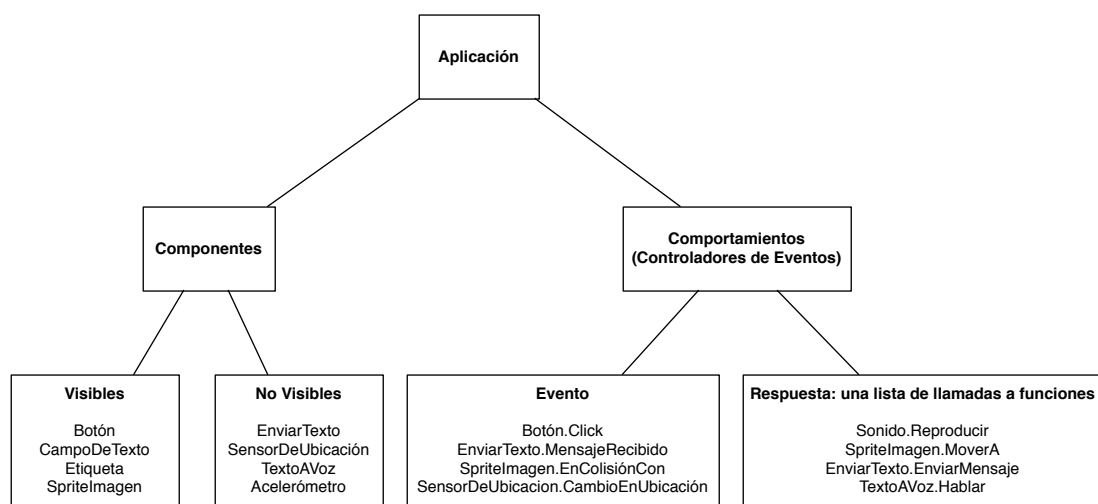 Aplicación
Componentes
Comportamientos
(Controladores de Eventos)
Visibles
Botón
CampoDeTexto
Etiqueta
SpriteImagen
No Visibles
EnviarTexto
SensorDeUbicación
TextoAVoz
Acelerómetro
Evento
Botón.Click
EnviarTexto.MensajeRecibido
SpriteImagen.EnColisiónCon
SensorDeUbicacion.CambioEnUbicación
Respuesta: una lista de llamadas a funciones
Sonido.Reproducir
SpriteImagen.MoverA
EnviarTexto.EnviarMensaje
TextoAVoz.Hablar